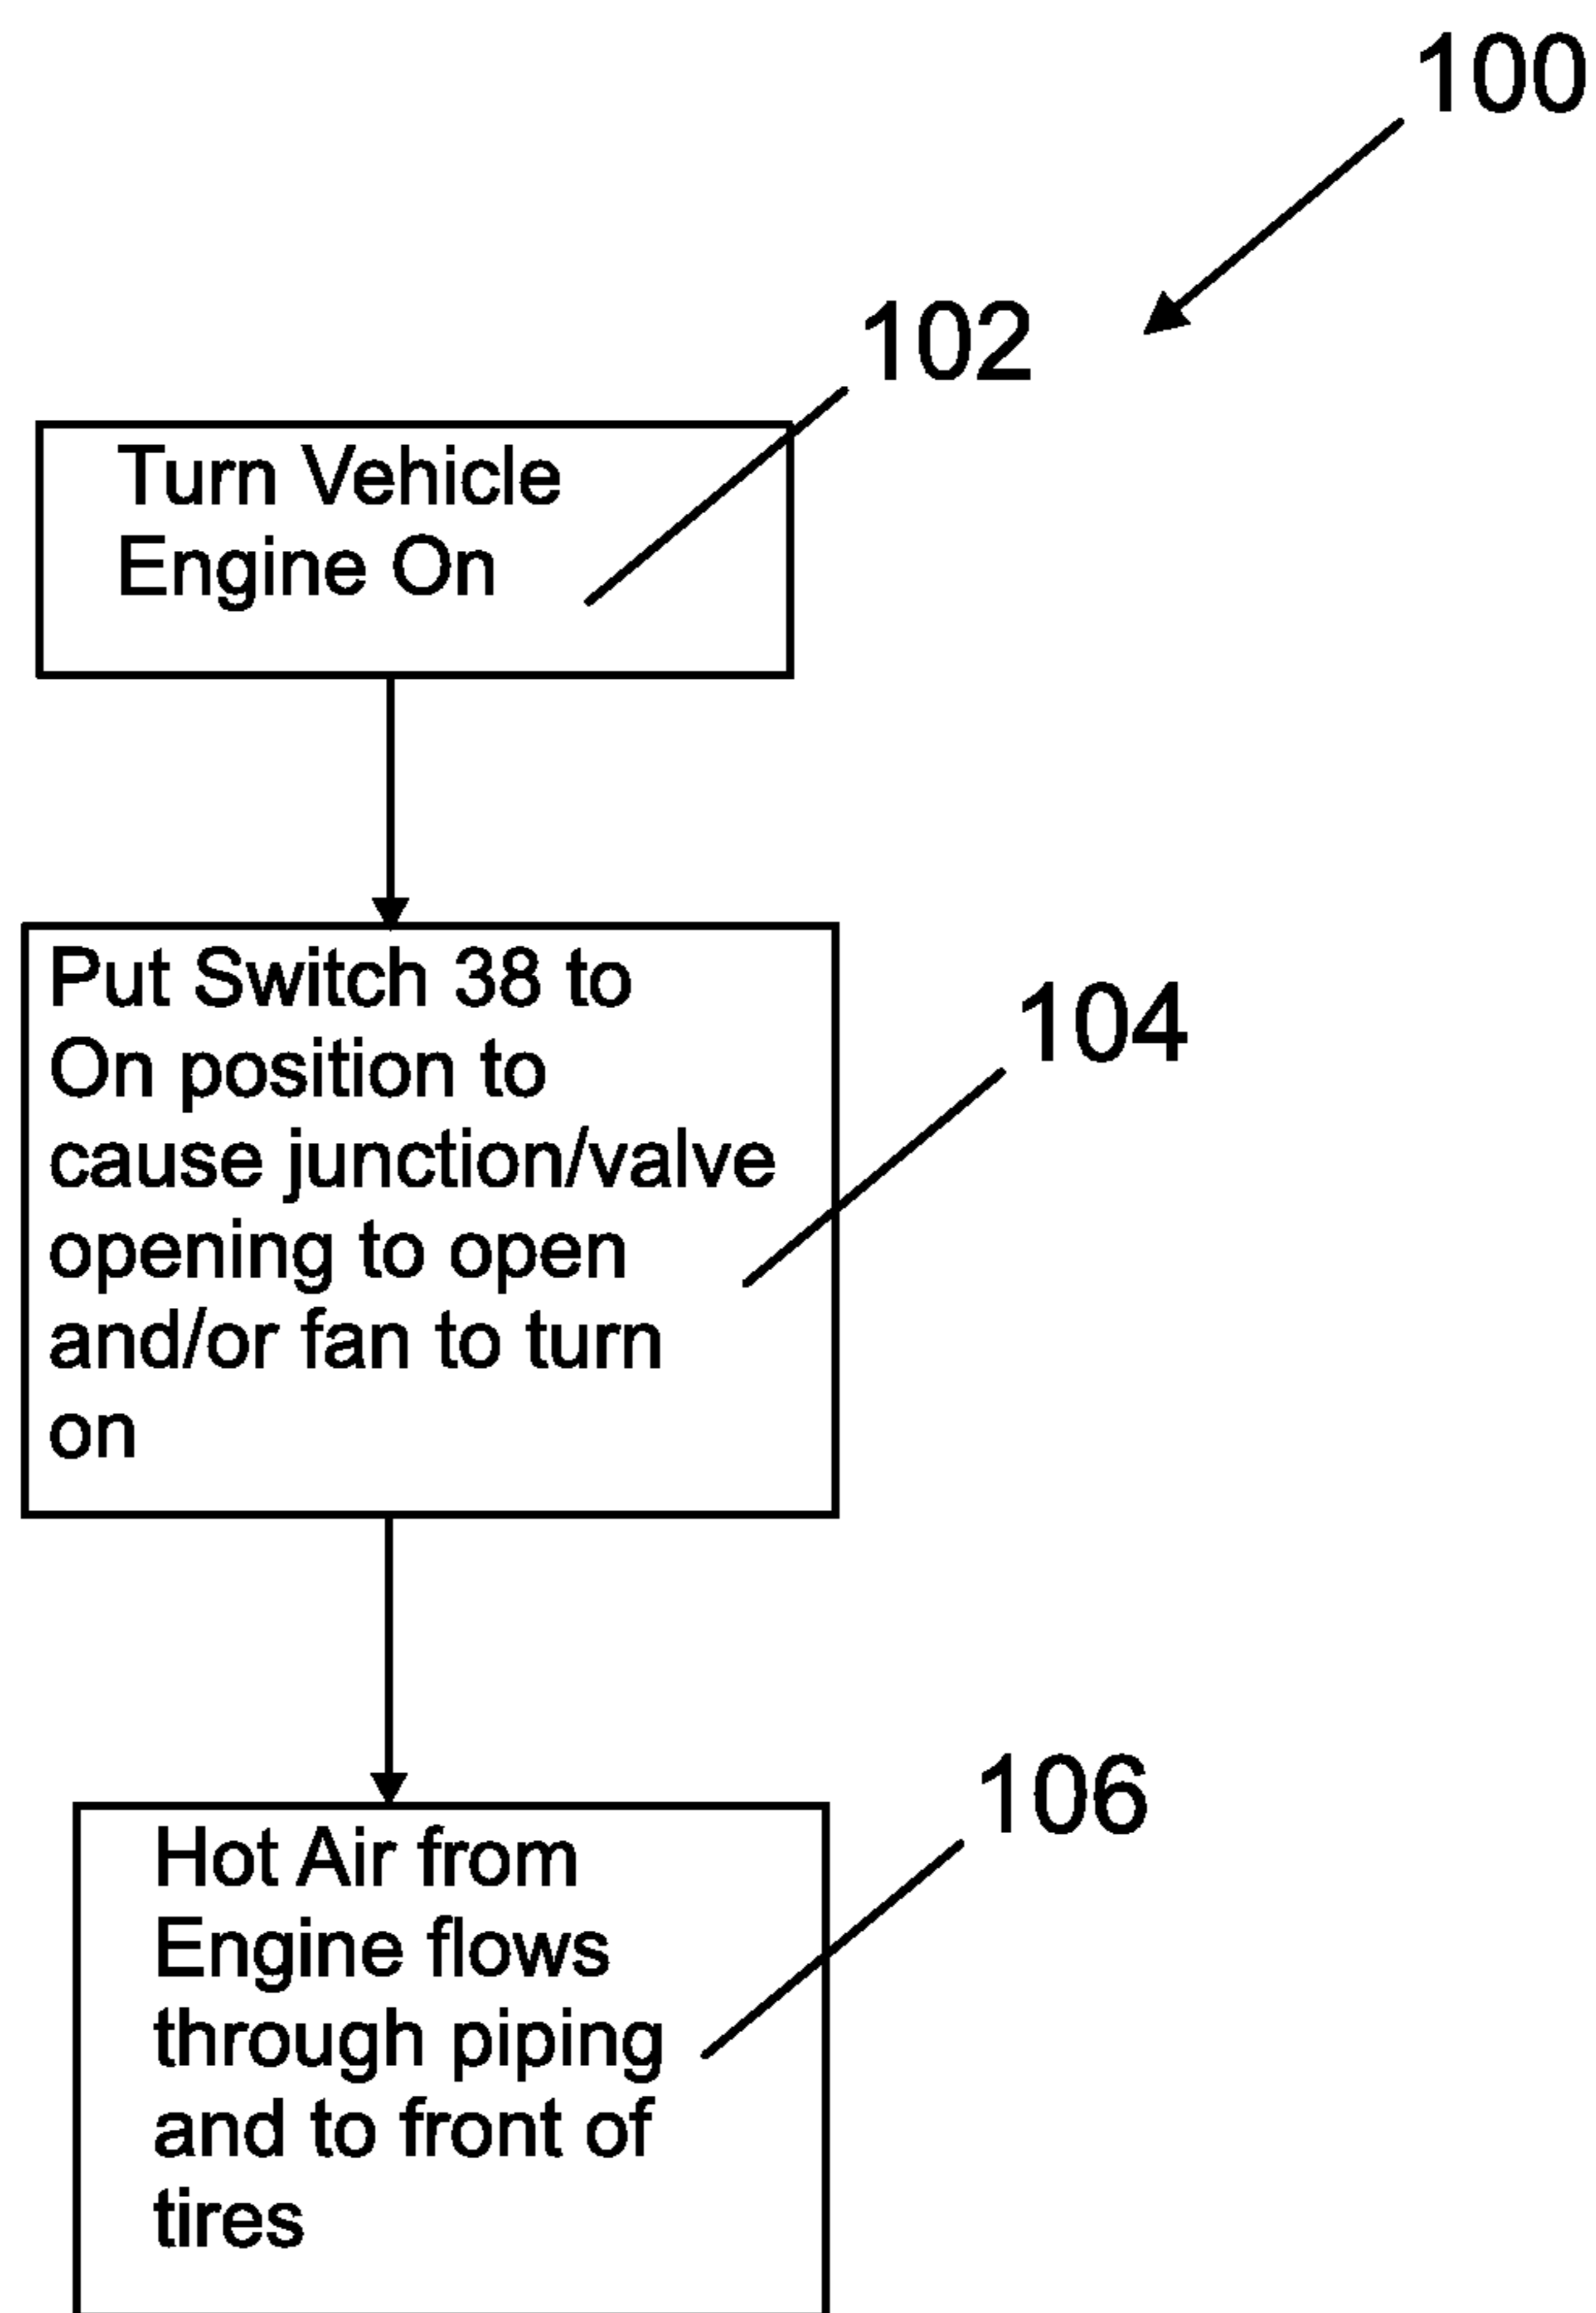 100
102
Turn Vehicle
Engine On
Put Switch 38 to
On position to
cause junction/valve
opening to open
and/or fan to turn
on
104
106
Hot Air from
Engine flows
through piping
and to front of
tires